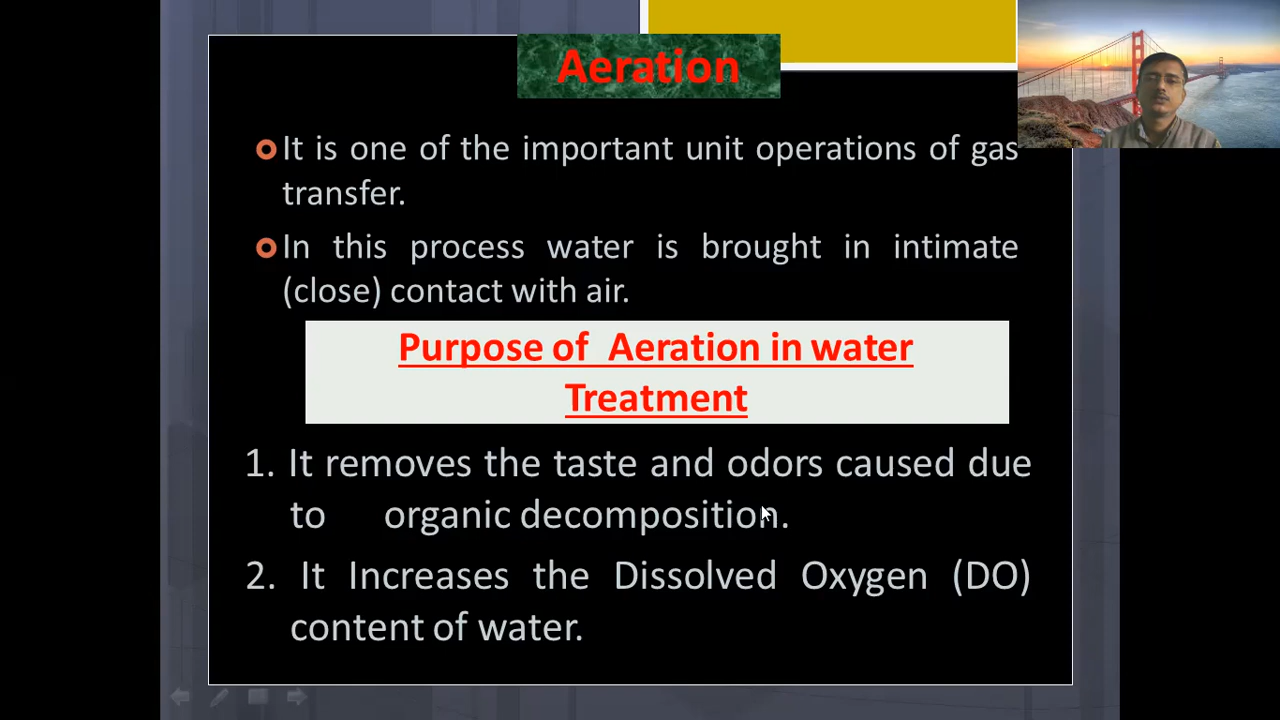 Aeration
It is one of the important unit operations of gas
transfer.
In this process water is brought in intimate
(close) contact with air.
Purpose of Aeration in water
Treatment
1. It removes the taste and odors caused due
to organic decomposition.
2. It Increases the Dissolved Oxygen (DO)
content of water.